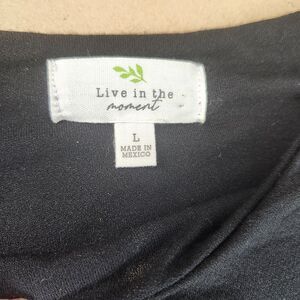 Live in the
moment
L
MADE IN
MEXICO